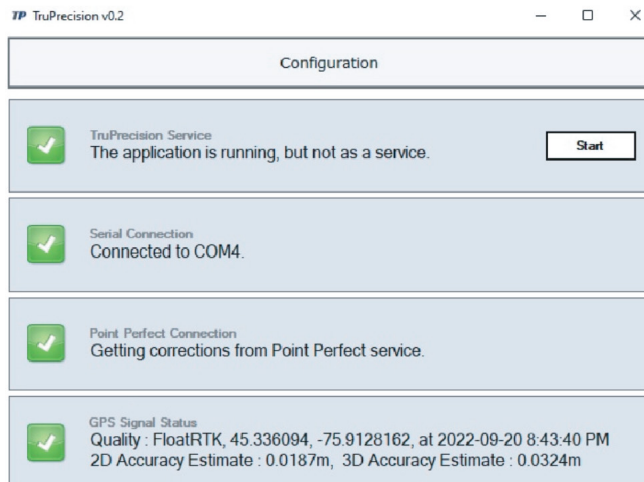 TP TruPrecision v0.2
Configuration
TruPrecision Service
The application is running, but not as a service.
Start
Serial Connection
Connected to COM4.
Point Perfect Connection
Getting corrections from Point Perfect service.
GPS Signal Status
Quality : FloatRTK, 45.336094, -75.9128162, at 2022-09-20 8:43:40 PM
2D Accuracy Estimate : 0.0187m, 3D Accuracy Estimate : 0.0324m